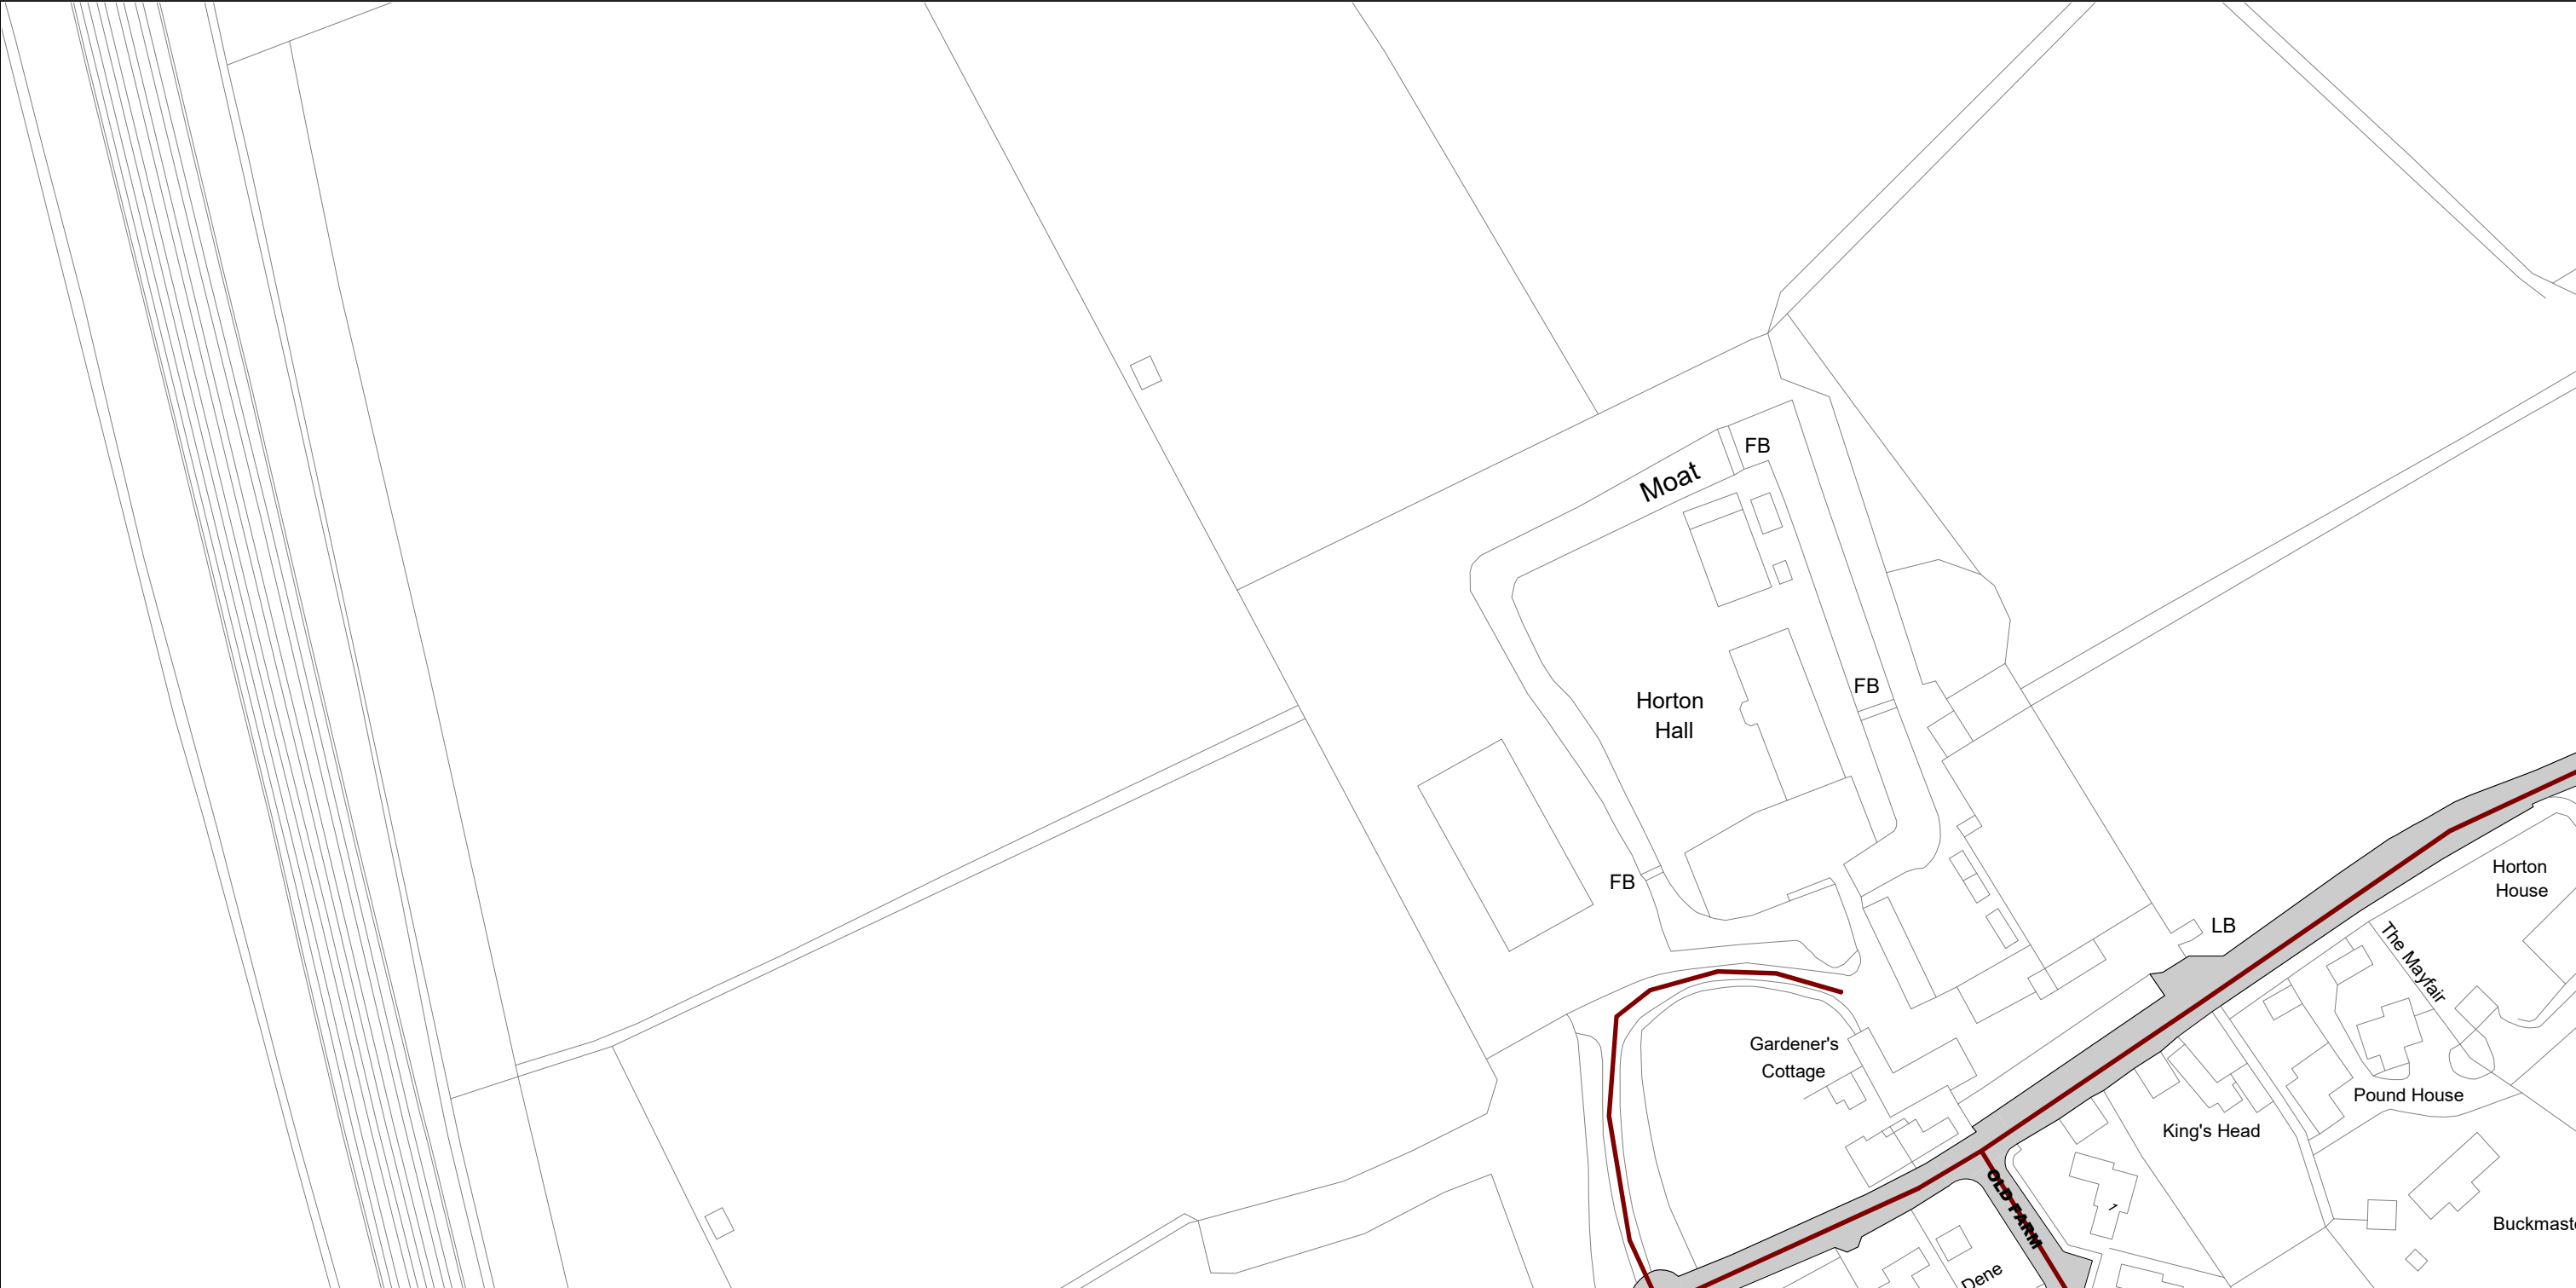 FB
Moat
FB
Horton
Hall
FB
Horton
House
LB
The Mayfair
Gardener's
Cottage
Pound House
King's Head
OLD FARM
1
Buckmast
Dene